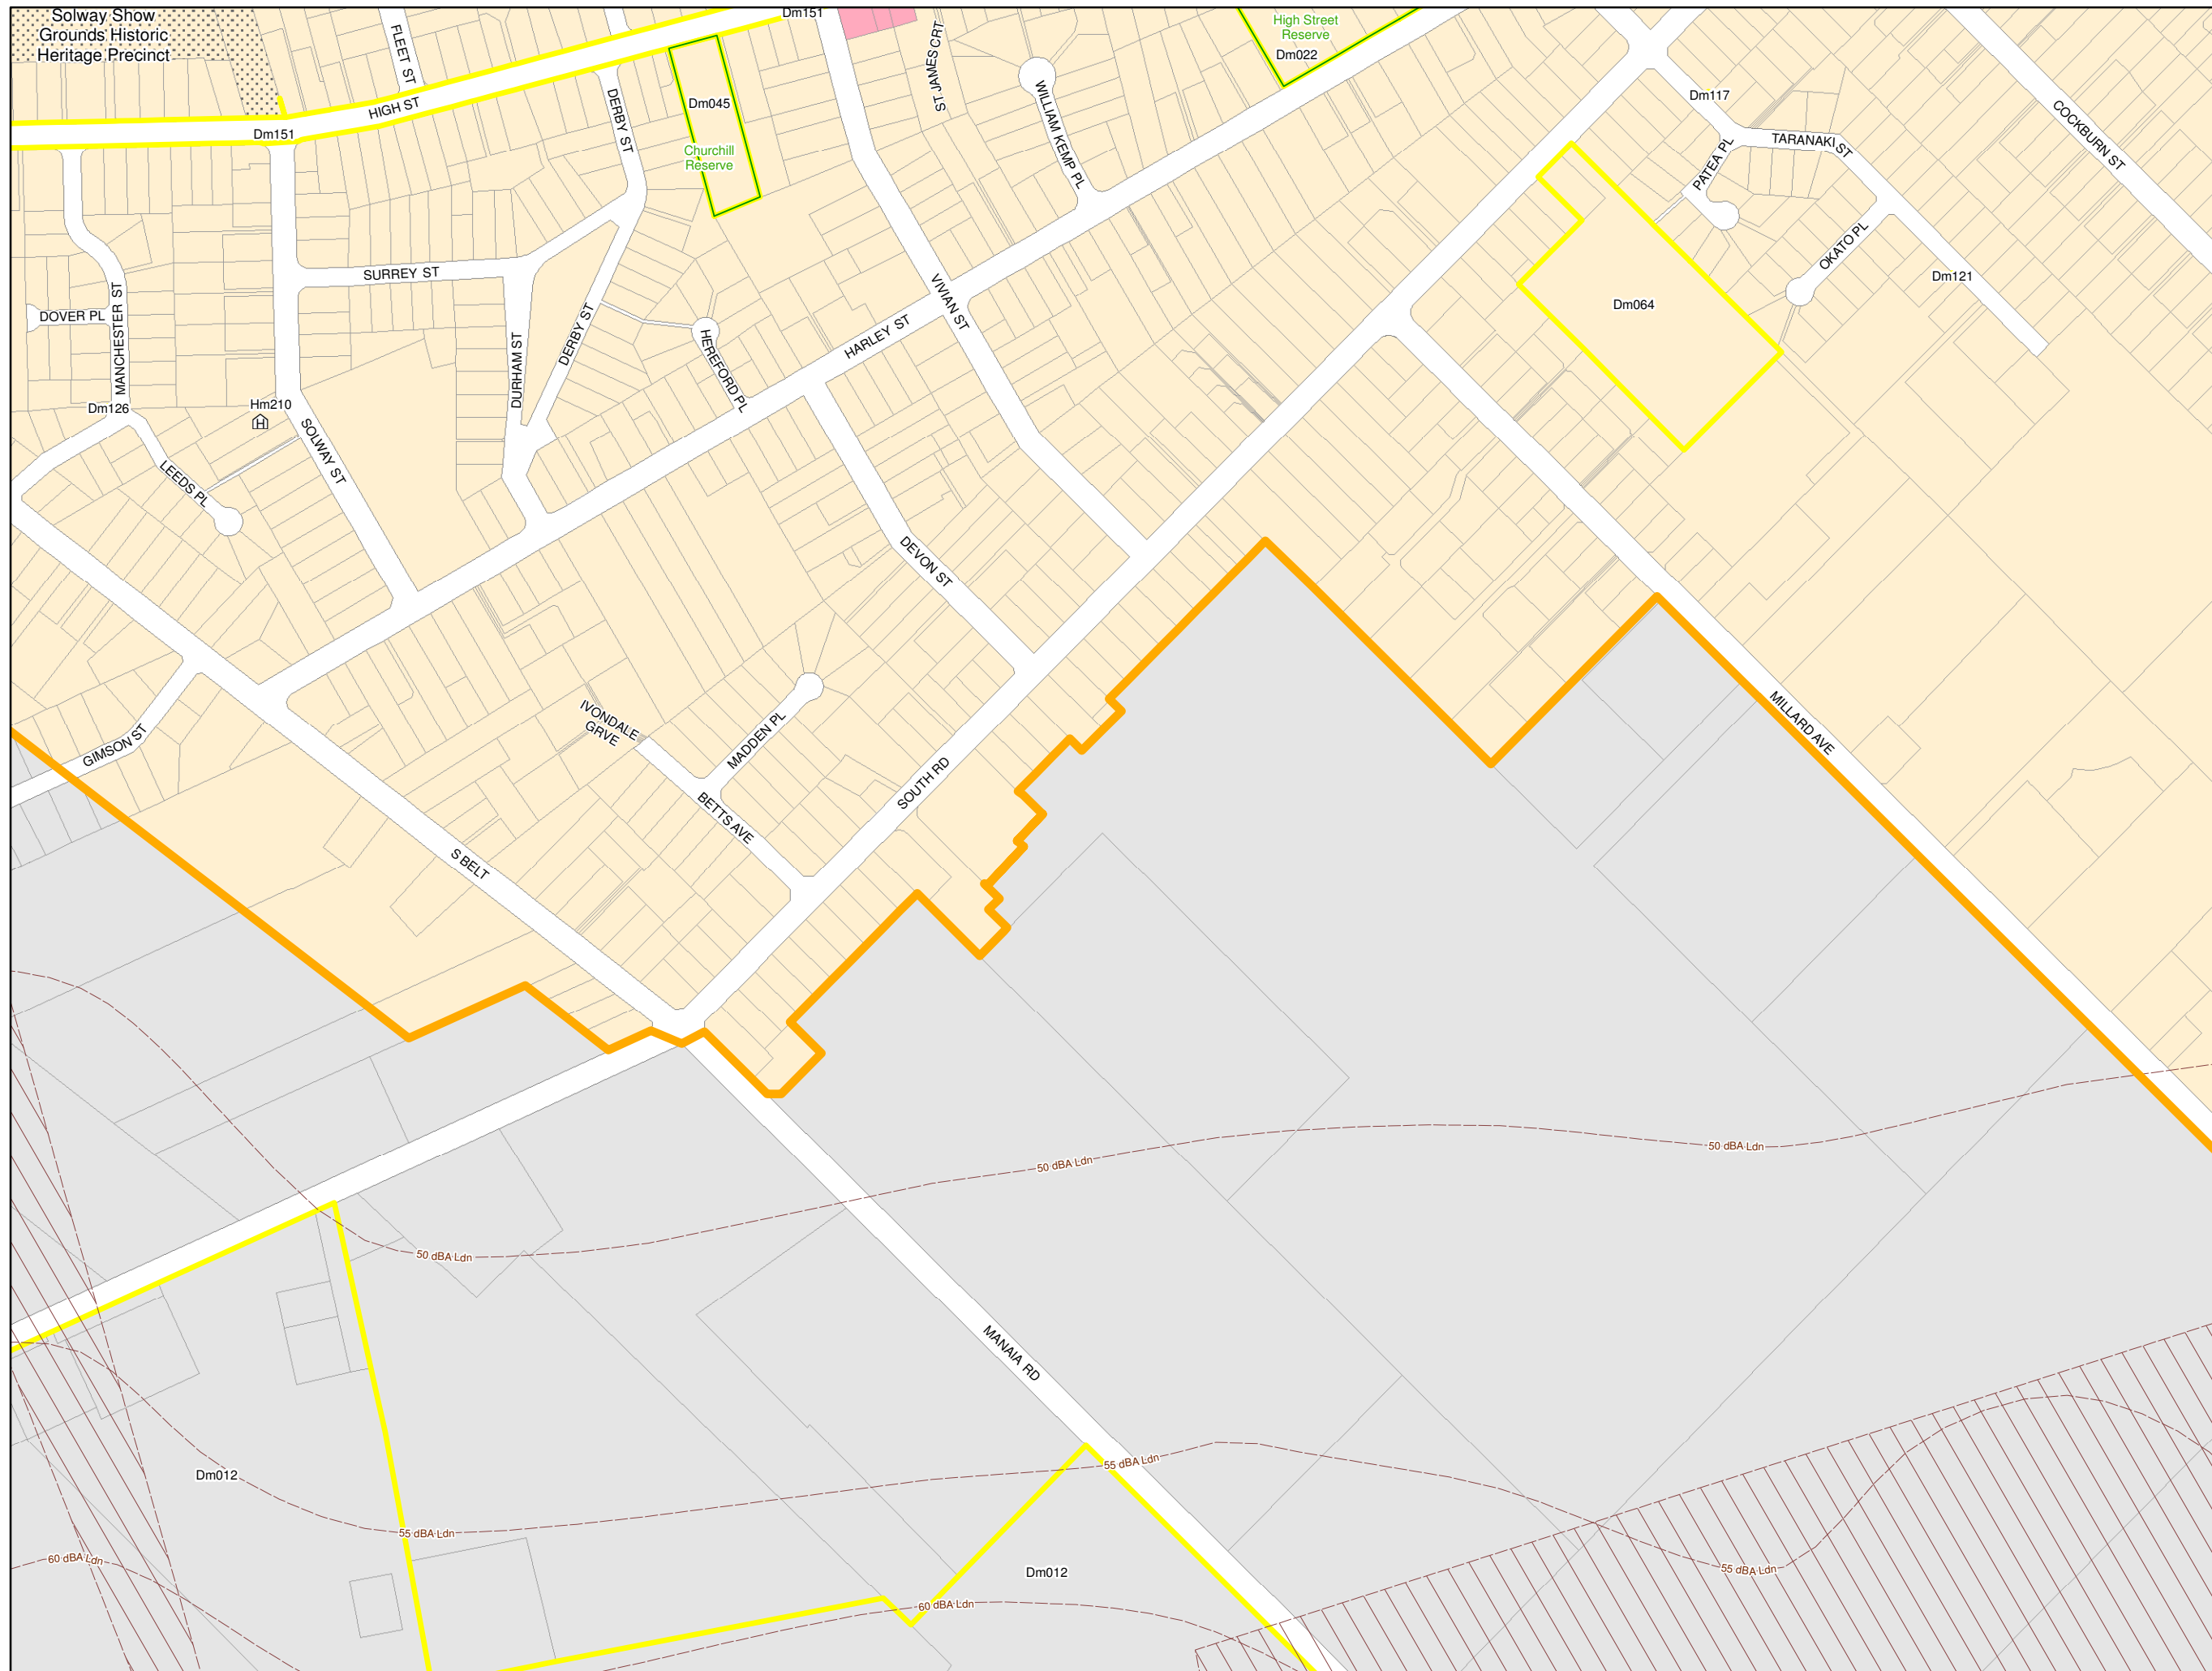 Solway Show
Grounds Historic
Heritage Precinct
FLEET ST
Dm151
ST JAMES CRT
High Street
Reserve
Dm022
HIGH ST
Dm151
DERBY ST
Dm045
Churchill
Reserve
WILLIAM KEMP PL
Dm117
TARANAKI ST
PATEA PL
COCKBURN ST
OKATO PL
Dm121
Dm064
SURREY ST
DOVER PL
MANCHESTER ST
DURHAM ST
DERBY ST
HEREFORD PL
HARLEY ST
VIVIAN ST
Dm126
Hm210
H
SOLWAY ST
LEEDS PL
DEVON ST
GIMSON ST
IVONDALE
GRVE
MADDEN PL
BETTS AVE
SOUTH RD
MILLARD AVE
S BELT
50 dBA Ldn
50 dBA Ldn
50 dBA Ldn
MANAIA RD
55 dBA Ldn
Dm012
55 dBA Ldn
60 dBA Ldn
Dm012
55 dBA Ldn
60 dBA Ldn